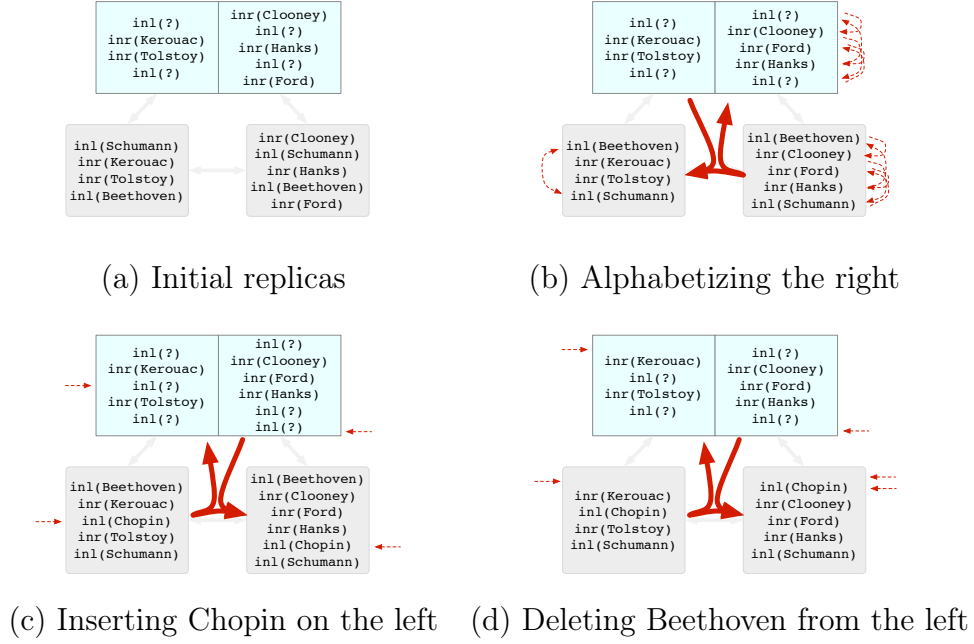 inl(?)
inr(Kerouac)
inr(Tolstoy)
inl(?)
inr(Clooney)
inl(?)
inr(Hanks)
inl(?)
inr(Ford)
inl(Schumann)
inr(Kerouac)
inr(Tolstoy)
inl(Beethoven)
inr(Clooney)
inl(Schumann)
inr(Hanks)
inl(Beethoven)
inr(Ford)
(a) Initial replicas
inl(?)
inr(Kerouac)
inr(Tolstoy)
inl(?)
inl(?)
inr(Clooney)
inr(Ford)
inr(Hanks)
inl(?)
inl(Beethoven)
inr(Kerouac)
inr(Tolstoy)
inl(Schumann)
inl(Beethoven)
inr(Clooney)
inr(Ford)
inr(Hanks)
inl(Schumann)
(b) Alphabetizing the right
inl(?)
inr(Kerouac)
inl(?)
inr(Tolstoy)
inl(?)
inl(?)
inr(Clooney)
inr(Ford)
inr(Hanks)
inl(?)
inl(?)
inl(Beethoven)
inr(Kerouac)
inl(Chopin)
inr(Tolstoy)
inl(Schumann)
inl(Beethoven)
inr(Clooney)
inr(Ford)
inr(Hanks)
inl(Chopin)
inl(Schumann)
(c) Inserting Chopin on the left
inr(Kerouac)
inl(?)
inr(Tolstoy)
inl(?)
inl(?)
inr(Clooney)
inr(Ford)
inr(Hanks)
inl(?)
inr(Kerouac)
inl(Chopin)
inr(Tolstoy)
inl(Schumann)
inl(Chopin)
inr(Clooney)
inr(Ford)
inr(Hanks)
inl(Schumann)
(d) Deleting Beethoven from the left